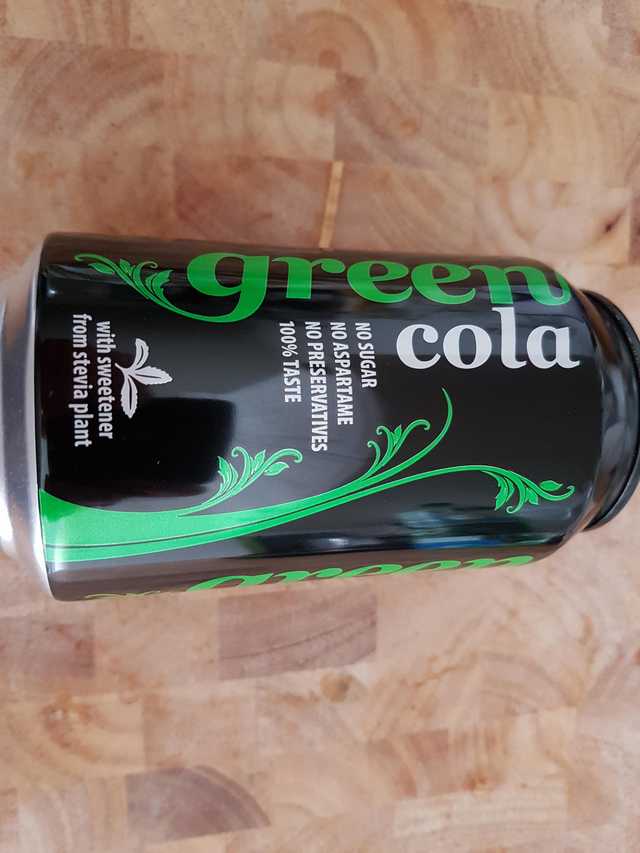 green
cola
NO SUGAR
NO ASPARTAME
NO PRESERVATIVES
100% TASTE
with sweetener
from stevia plant
green